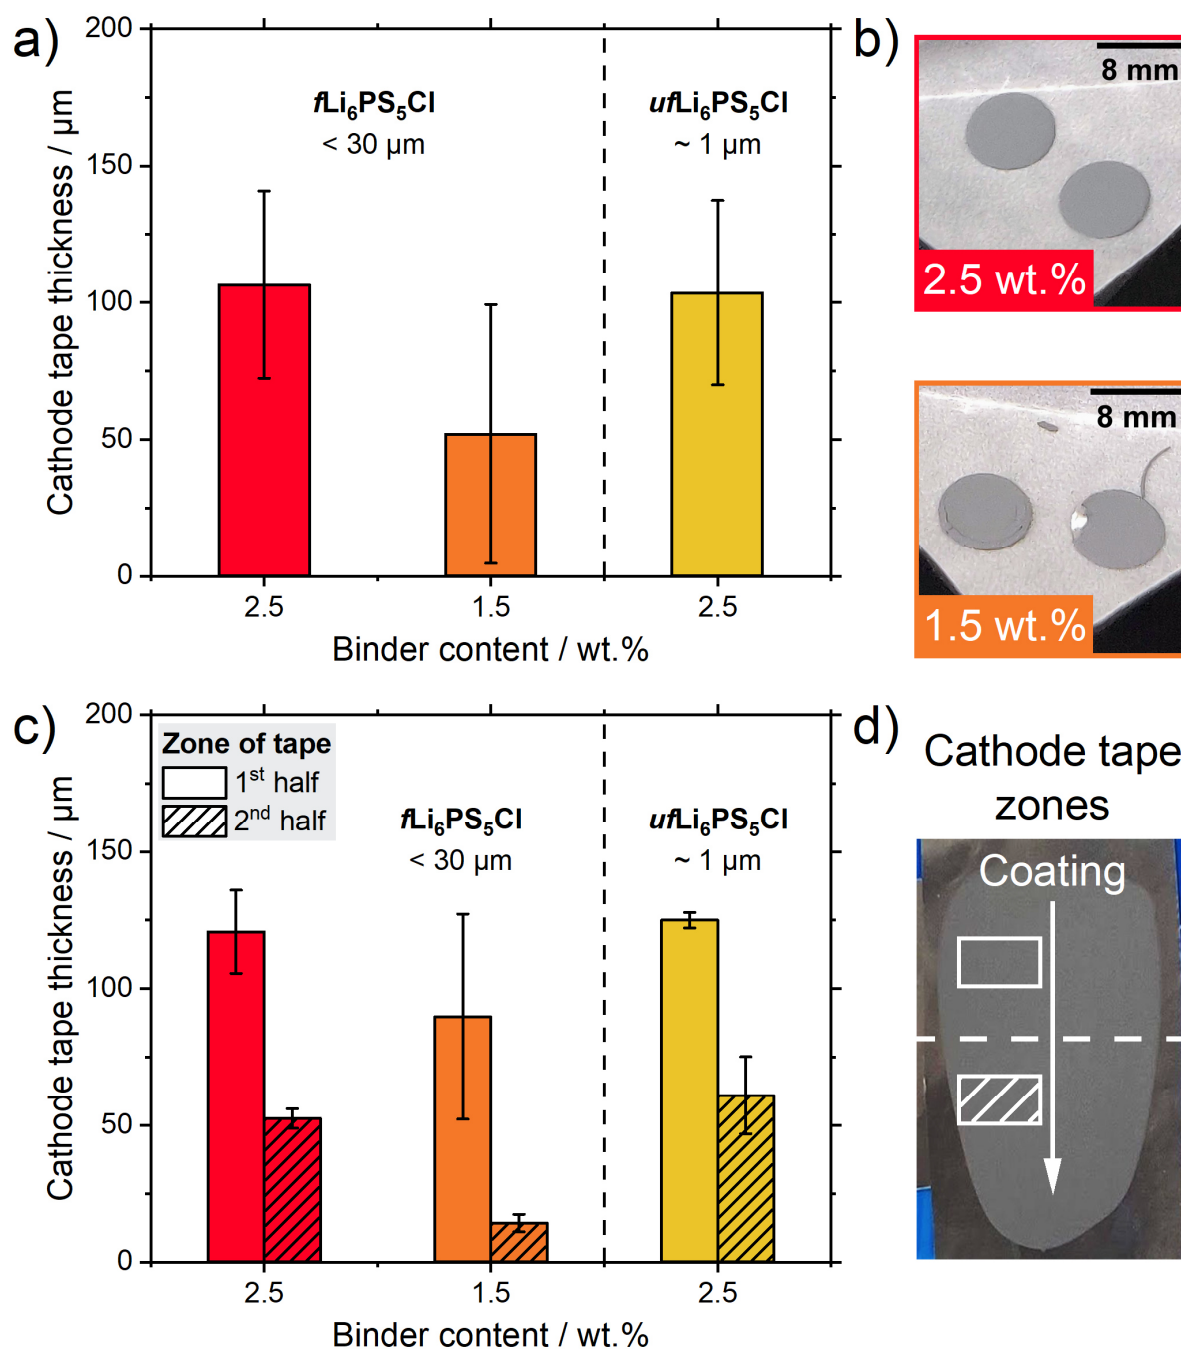 a)
200
150
100
50
0
Cathode tape thickness / µm
fLi₆PS₅Cl
< 30 µm
ufLi₆PS₅Cl
~ 1 µm
2.5
1.5
2.5
Binder content / wt.%
b)
8 mm
2.5 wt.%
8 mm
1.5 wt.%
c)
200
150
100
50
0
Cathode tape thickness / µm
Zone of tape
1st half
2nd half
fLi₆PS₅Cl
< 30 µm
ufLi₆PS₅Cl
~ 1 µm
2.5
1.5
2.5
Binder content / wt.%
d)
Cathode tape
zones
Coating